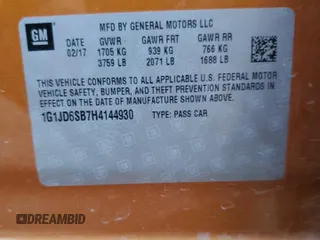 GM
MFD BY GENERAL MOTORS LLC
DATE GVWR GAWR FRT GAWR RR
02/17 1705 KG 939 KG 766 KG
3759 LB 2071 LB 1688 LB
THIS VEHICLE CONFORMS TO ALL APPLICABLE U.S. FEDERAL MOTOR
VEHICLE SAFETY, BUMPER, AND THEFT PREVENTION STANDARDS IN
EFFECT ON THE DATE OF MANUFACTURE SHOWN ABOVE.
1G1JD6SB7H4144930 TYPE: PASS CAR
DREAMBID